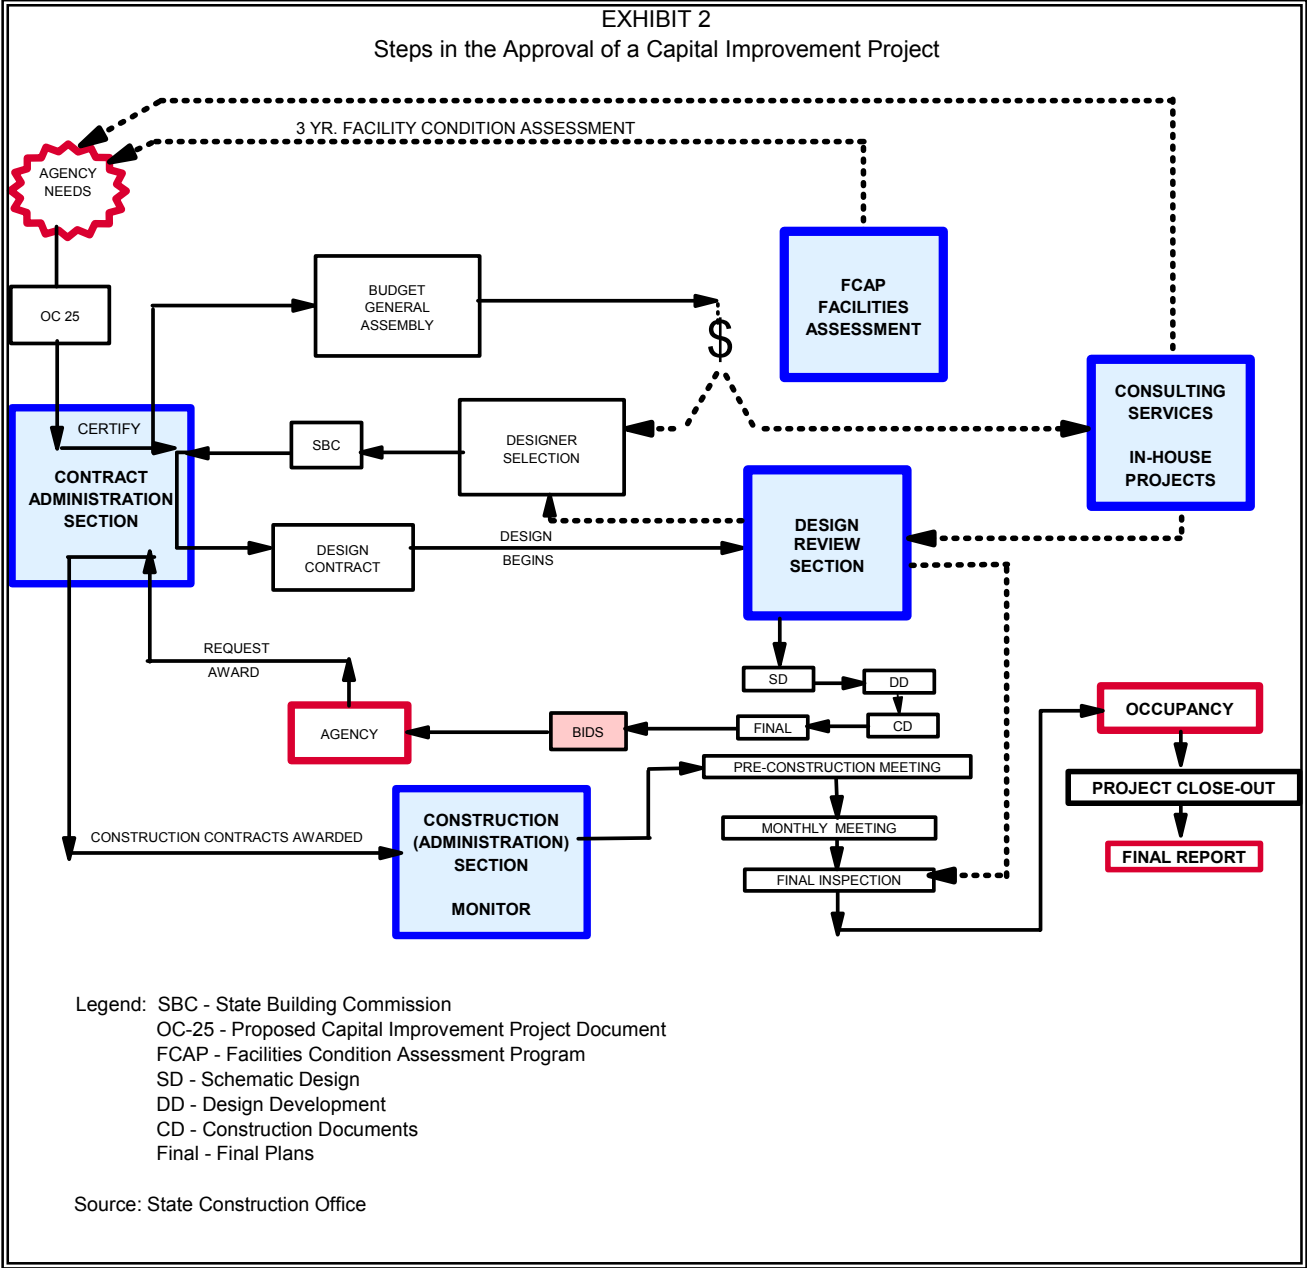 EXHIBIT 2
Steps in the Approval of a Capital Improvement Project
3 YR. FACILITY CONDITION ASSESSMENT
AGENCY
NEEDS
OC 25
BUDGET
GENERAL
ASSEMBLY
$
FCAP
FACILITIES
ASSESSMENT
CONSULTING
SERVICES
IN-HOUSE
PROJECTS
CERTIFY
CONTRACT
ADMINISTRATION
SECTION
SBC
DESIGNER
SELECTION
DESIGN
CONTRACT
DESIGN
BEGINS
DESIGN
REVIEW
SECTION
REQUEST
AWARD
SD
DD
CD
FINAL
BIDS
AGENCY
OCCUPANCY
PRE-CONSTRUCTION MEETING
PROJECT CLOSE-OUT
MONTHLY MEETING
CONSTRUCTION CONTRACTS AWARDED
CONSTRUCTION
(ADMINISTRATION)
SECTION
MONITOR
FINAL INSPECTION
FINAL REPORT
Legend: SBC - State Building Commission
OC-25 - Proposed Capital Improvement Project Document
FCAP - Facilities Condition Assessment Program
SD - Schematic Design
DD - Design Development
CD - Construction Documents
Final - Final Plans
Source: State Construction Office